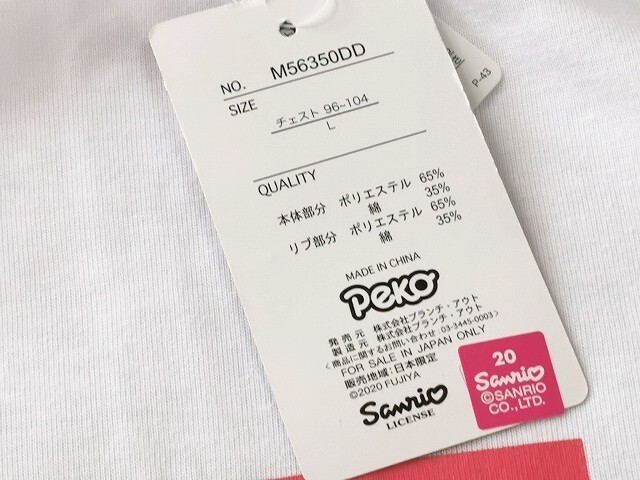 NO. M56350DD
SIZE
チェスト 96~104
L
QUALITY
本体部分 ポリエステル 65%
綿 35%
リブ部分 ポリエステル 65%
綿 35%
MADE IN CHINA
Peko
発売元 株式会社ブランチ・アウト
製造元 株式会社ブランチ・アウト
〈商品に関するお問い合わせ:03-3445-0003〉
FOR SALE IN JAPAN ONLY
販売地域:日本限定
©2020 FUJIYA
Sanrio
LICENSE
20
Sanrio
©SANRIO
CO.,LTD.
P-43